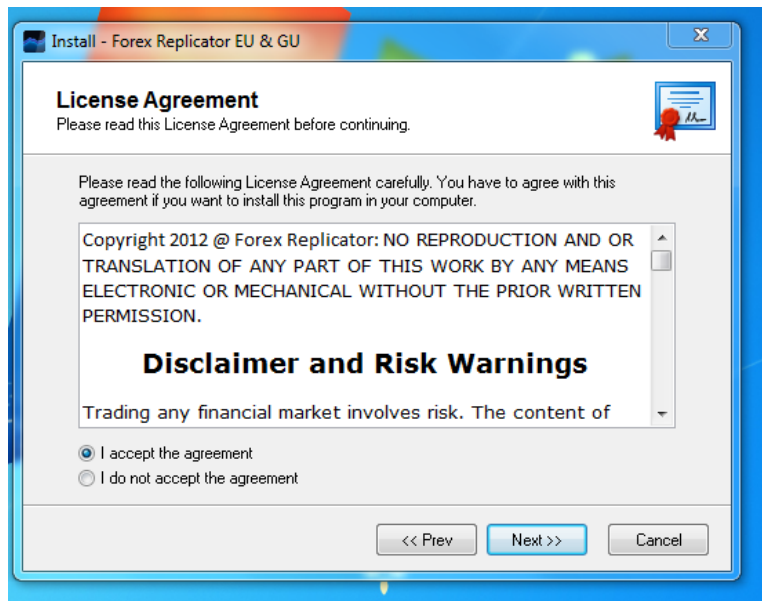 Install - Forex Replicator EU & GU
License Agreement
Please read this License Agreement before continuing.
Please read the following License Agreement carefully. You have to agree with this
agreement if you want to install this program in your computer.
Copyright 2012 @ Forex Replicator: NO REPRODUCTION AND OR
TRANSLATION OF ANY PART OF THIS WORK BY ANY MEANS
ELECTRONIC OR MECHANICAL WITHOUT THE PRIOR WRITTEN
PERMISSION.
Disclaimer and Risk Warnings
Trading any financial market involves risk. The content of
I accept the agreement
I do not accept the agreement
<< Prev
Next >>
Cancel